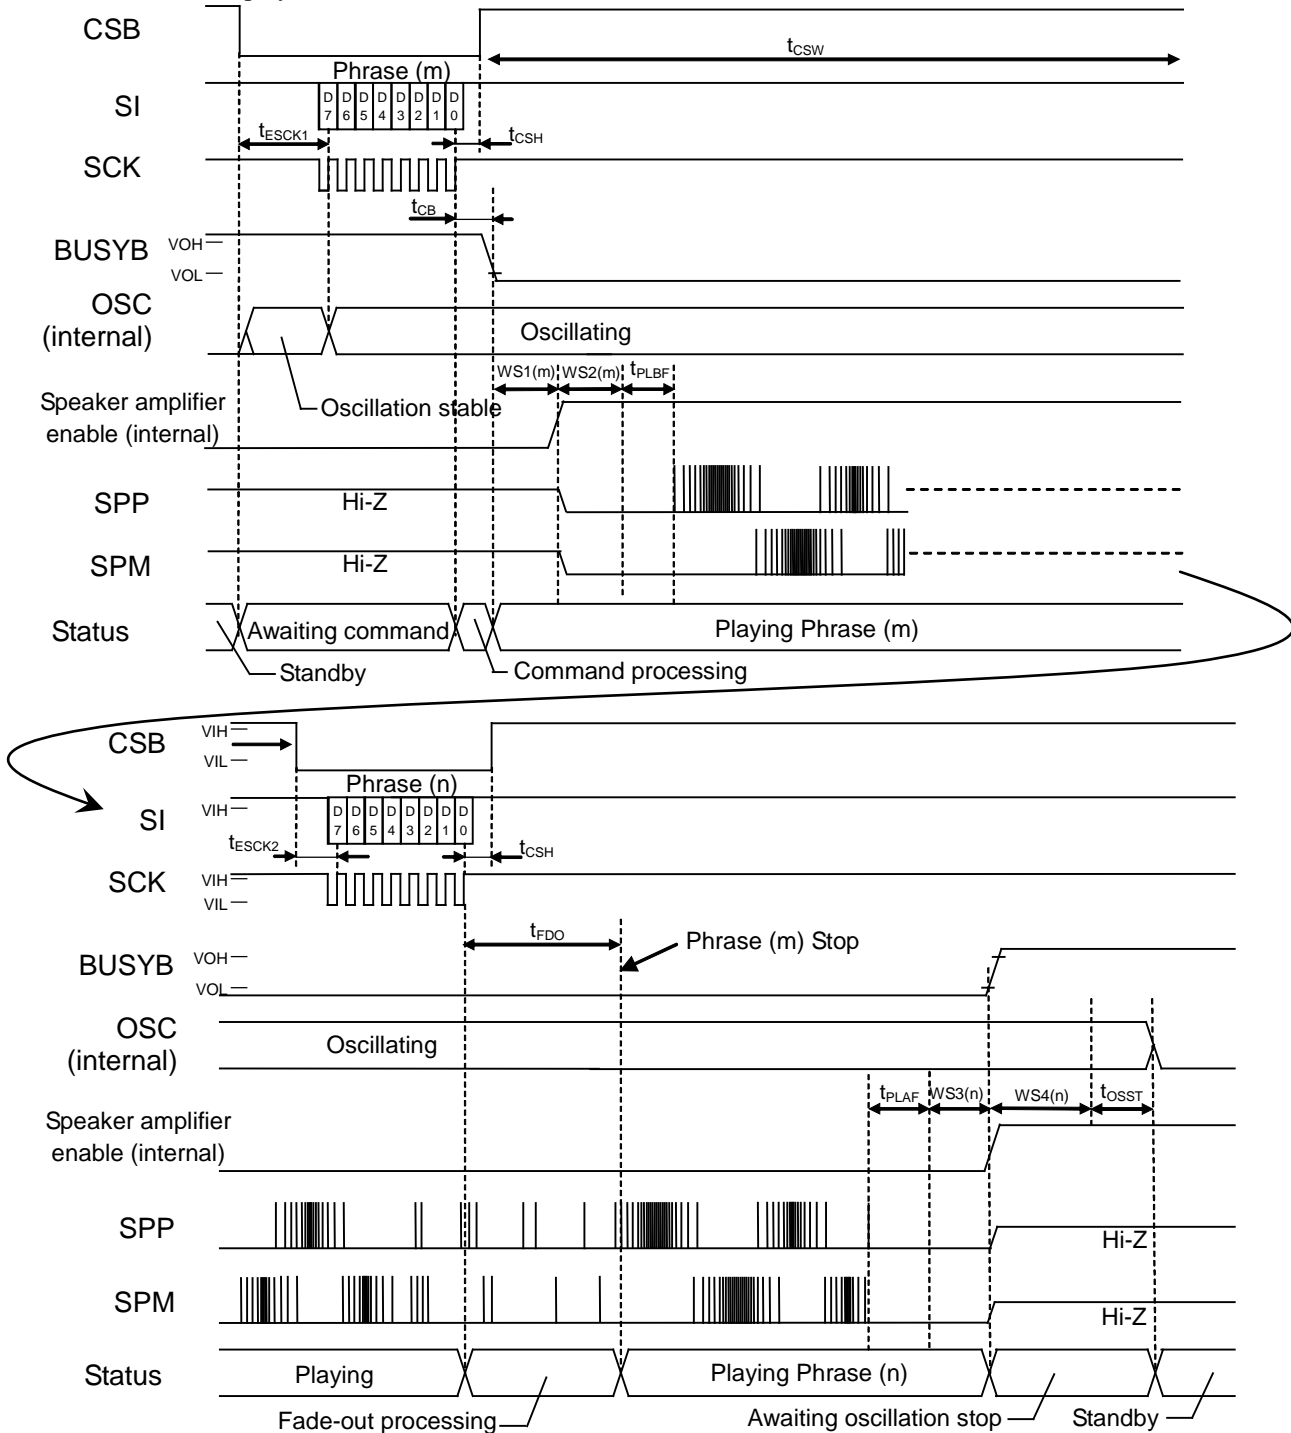 CSB
tCSW
Phrase (m)
SI
D7 D6 D5 D4 D3 D2 D1 D0
tESCK1
tCSH
SCK
tCB
BUSYB
VOH
VOL
OSC
(internal)
Oscillating
WS1(m) WS2(m) tPLBF
Speaker amplifier
enable (internal)
Oscillation stable
SPP
Hi-Z
SPM
Hi-Z
Status
Awaiting command
Playing Phrase (m)
Standby
Command processing
CSB
VIH
VIL
Phrase (n)
SI
VIH
D7 D6 D5 D4 D3 D2 D1 D0
tESCK2
tCSH
SCK
VIH
VIL
tFDO
Phrase (m) Stop
BUSYB
VOH
VOL
OSC
(internal)
Oscillating
tPLAF WS3(n) WS4(n) tOSST
Speaker amplifier
enable (internal)
SPP
Hi-Z
SPM
Hi-Z
Status
Playing
Playing Phrase (n)
Fade-out processing
Awaiting oscillation stop
Standby